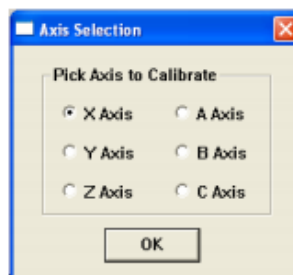 Axis Selection
Pick Axis to Calibrate
X Axis A Axis
Y Axis B Axis
Z Axis C Axis
OK